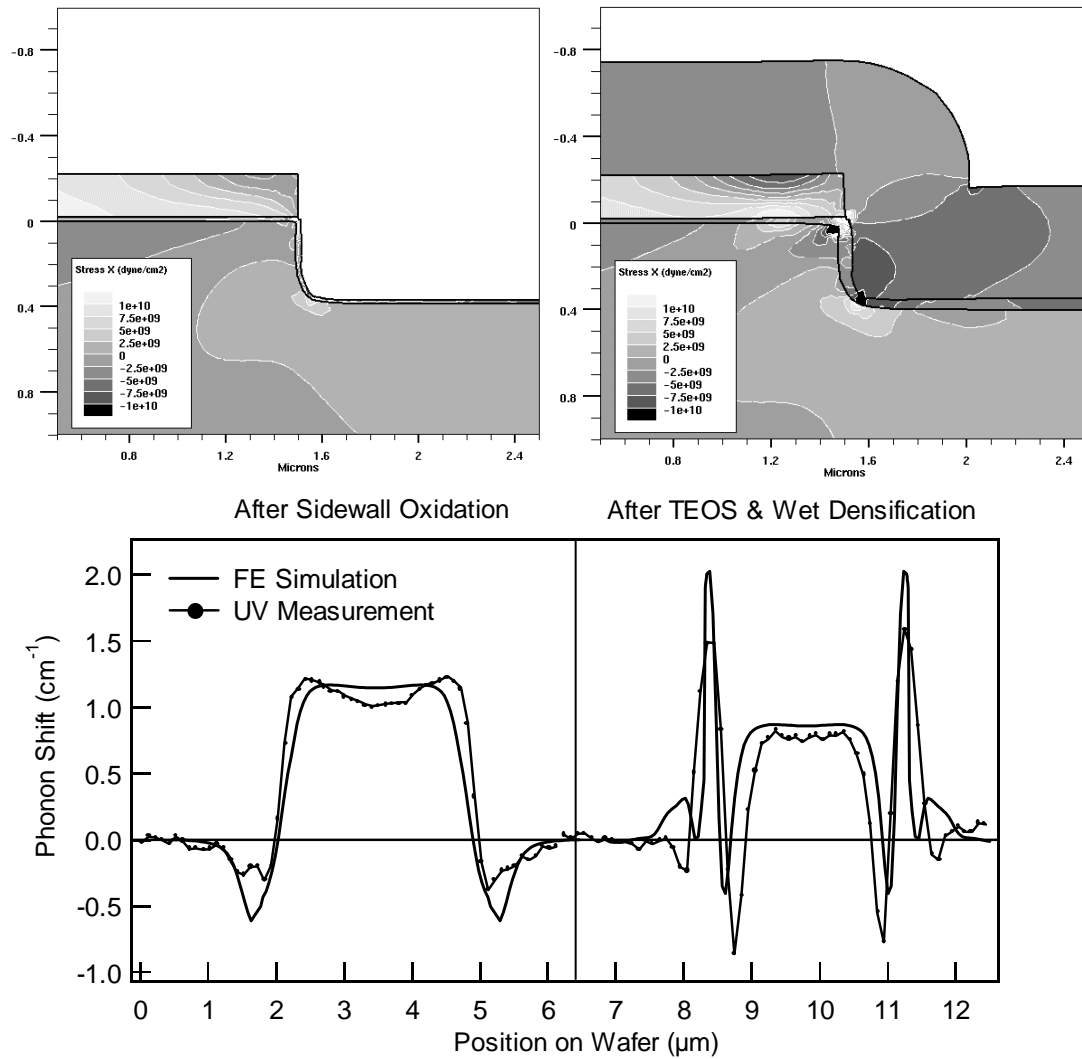 -0.8
-0.4
0
0.4
0.8
Stress X (dyne/cm2)
1e+10
7.5e+09
5e+09
2.5e+09
0
-2.5e+09
-5e+09
-7.5e+09
-1e+10
0.8 1.2 1.6 2 2.4
Microns
-0.8
-0.4
0
0.4
0.8
Stress X (dyne/cm2)
1e+10
7.5e+09
5e+09
2.5e+09
0
-2.5e+09
-5e+09
-7.5e+09
-1e+10
0.8 1.2 1.6 2 2.4
Microns
After Sidewall Oxidation
After TEOS & Wet Densification
FE Simulation
UV Measurement
Phonon Shift (cm⁻¹)
2.0
1.5
1.0
0.5
0.0
-0.5
-1.0
0 1 2 3 4 5 6 7 8 9 10 11 12
Position on Wafer (µm)